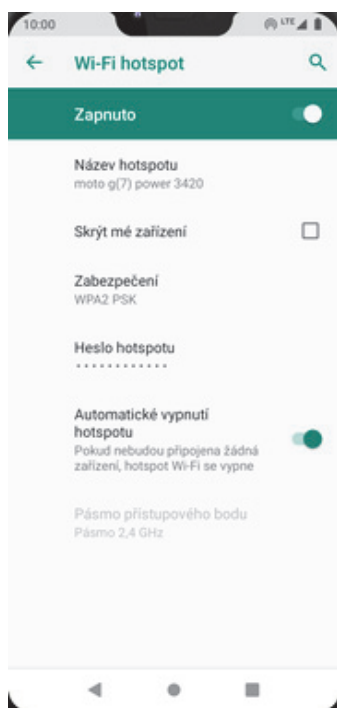 10:00
LTE
Wi-Fi hotspot
Zapnuto
Název hotspotu
moto g(7) power 3420
Skrýt mé zařízení
Zabezpečení
WPA2 PSK
Heslo hotspotu
Automatické vypnutí
hotspotu
Pokud nebudou připojena žádná
zařízení, hotspot Wi-Fi se vypne
Pásmo přístupového bodu
Pásmo 2,4 GHz